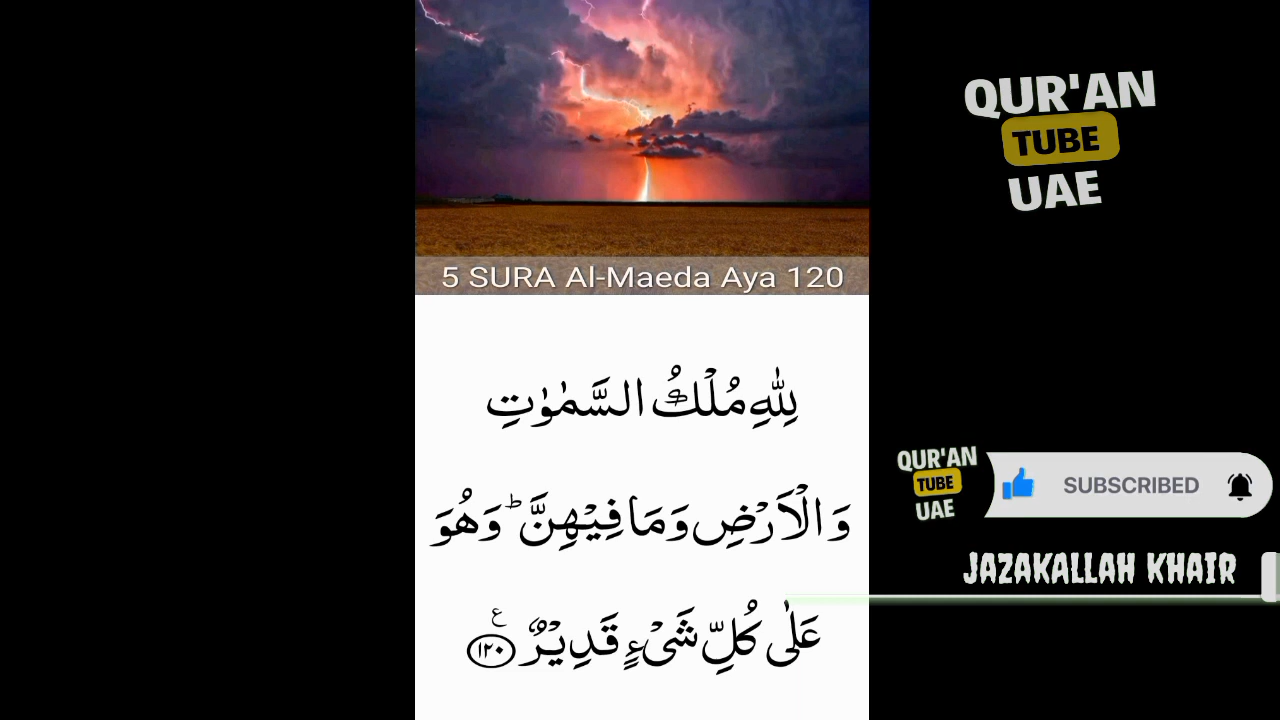 QUR'AN
TUBE
UAE
5 SURA Al-Maeda Aya 120
لِلّٰهِ مُلْكُ السَّمٰوٰتِ
وَالْاَرْضِ وَمَا فِيْهِنَّ ؕ وَهُوَ
عَلٰى كُلِّ شَیْءٍ قَدِيْرٌ ۧ ﴿۱۲۰﴾
QUR'AN
TUBE
UAE
SUBSCRIBED
JAZAKALLAH KHAIR